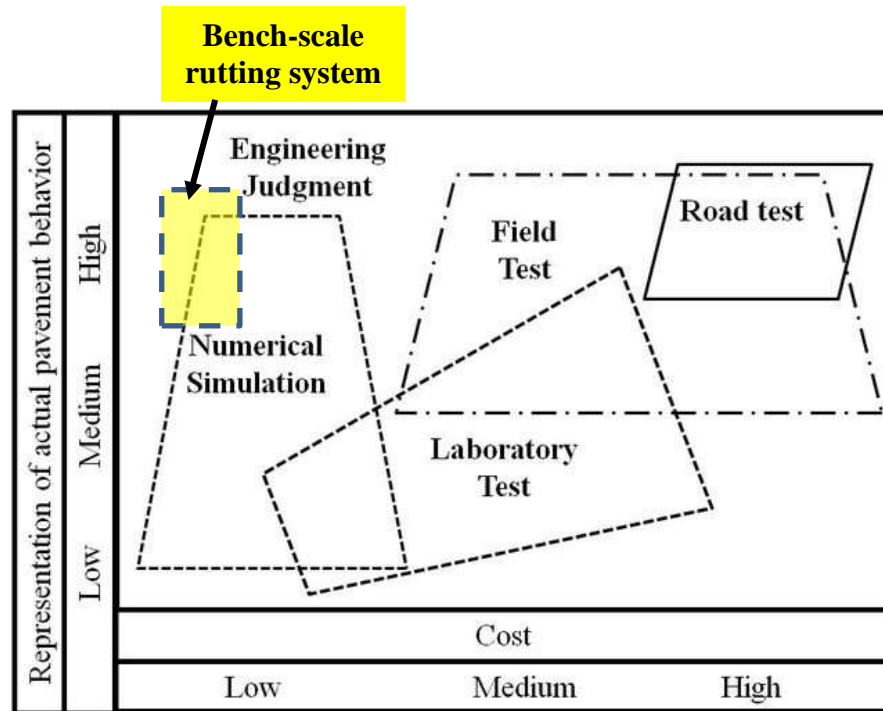 Bench-scale
rutting system
Representation of actual pavement behavior
High
Medium
Low
Engineering
Judgment
Numerical
Simulation
Field
Test
Road test
Laboratory
Test
Cost
Low
Medium
High